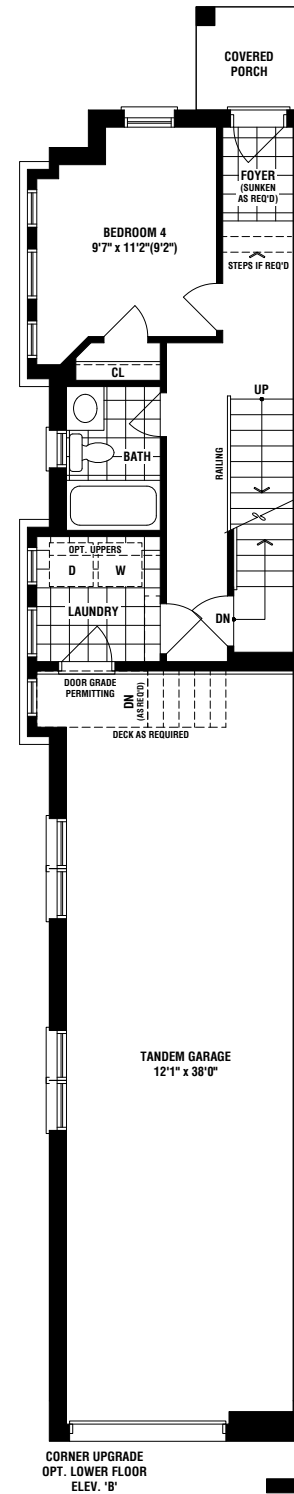 COVERED
PORCH
FOYER
(SUNKEN
AS REQ'D)
BEDROOM 4
9'7" x 11'2"(9'2")
STEPS IF REQ'D
CL
UP
BATH
RAILING
OPT. UPPERS
D
W
LAUNDRY
DN
DOOR GRADE
PERMITTING
DN
(AS REQ'D)
DECK AS REQUIRED
TANDEM GARAGE
12'1" x 38'0"
CORNER UPGRADE
OPT. LOWER FLOOR
ELEV. 'B'